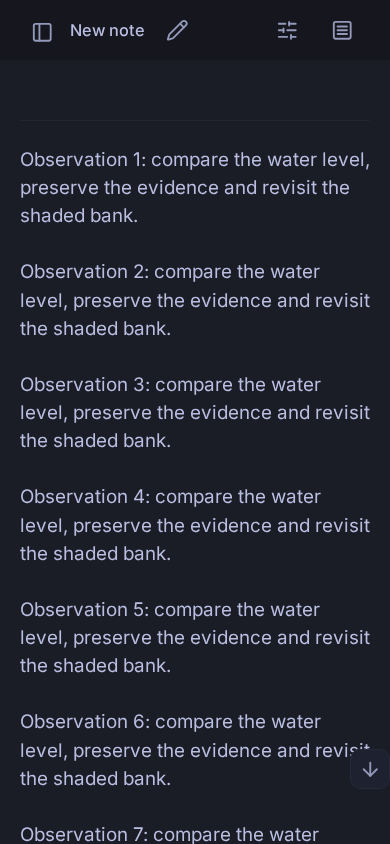 New note
Observation 1: compare the water level,
preserve the evidence and revisit the
shaded bank.
Observation 2: compare the water
level, preserve the evidence and revisit
the shaded bank.
Observation 3: compare the water
level, preserve the evidence and revisit
the shaded bank.
Observation 4: compare the water
level, preserve the evidence and revisit
the shaded bank.
Observation 5: compare the water
level, preserve the evidence and revisit
the shaded bank.
Observation 6: compare the water
level, preserve the evidence and revisit
the shaded bank.
Observation 7: compare the water